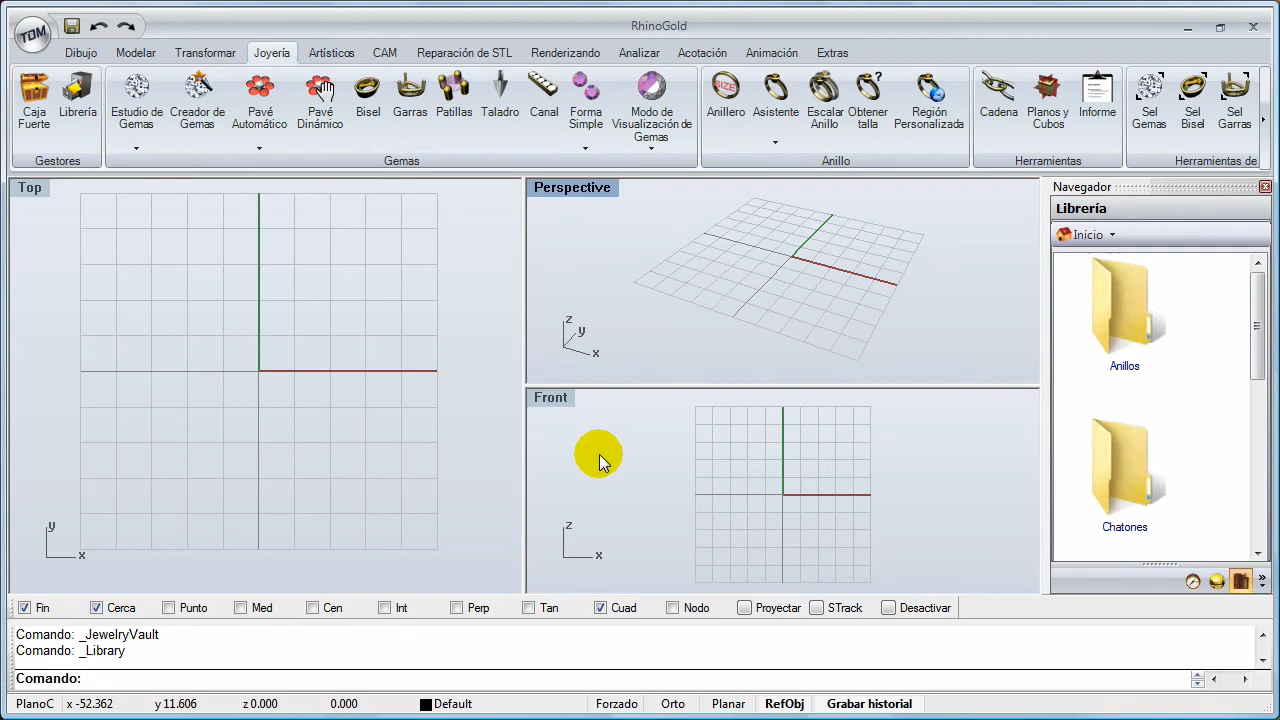 TDM
RhinoGold
Dibujo
Modelar
Transformar
Joyería
Artísticos
CAM
Reparación de STL
Renderizando
Analizar
Acotación
Animación
Extras
Caja Fuerte
Librería
Gestores
Estudio de Gemas
Creador de Gemas
Pavé Automático
Pavé Dinámico
Bisel
Garras
Patillas
Taladro
Canal
Forma Simple
Modo de Visualización de Gemas
Gemas
SIZE
Anillero
Asistente
Escalar Anillo
?
Obtener talla
Región Personalizada
Anillo
Cadena
Planos y Cubos
Informe
Herramientas
Sel Gemas
Sel Bisel
Sel Garras
Herramientas de
Top
y
x
Perspective
z
y
x
Front
z
x
Navegador
Librería
Inicio
Anillos
Chatones
Fin
Cerca
Punto
Med
Cen
Int
Perp
Tan
Cuad
Nodo
Proyectar
STrack
Desactivar
Comando: _JewelryVault
Comando: _Library
Comando:
PlanoC
x -52.362
y 11.606
z 0.000
0.000
Default
Forzado
Orto
Planar
RefObj
Grabar historial